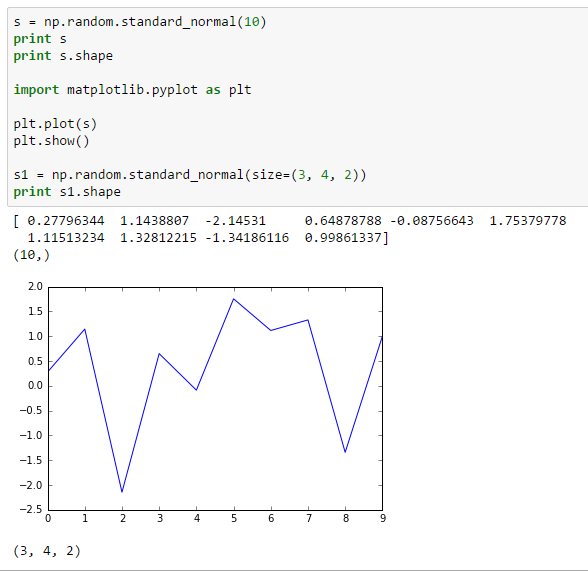 s = np.random.standard_normal(10)
print s
print s.shape
import matplotlib.pyplot as plt
plt.plot(s)
plt.show()
s1 = np.random.standard_normal(size=(3, 4, 2))
print s1.shape
[ 0.27796344  1.1438807  -2.14531     0.64878788 -0.08756643  1.75379778
  1.11513234  1.32812215 -1.34186116  0.99861337]
(10,)
2.0
1.5
1.0
0.5
0.0
−0.5
−1.0
−1.5
−2.0
−2.5
0 1 2 3 4 5 6 7 8 9
(3, 4, 2)